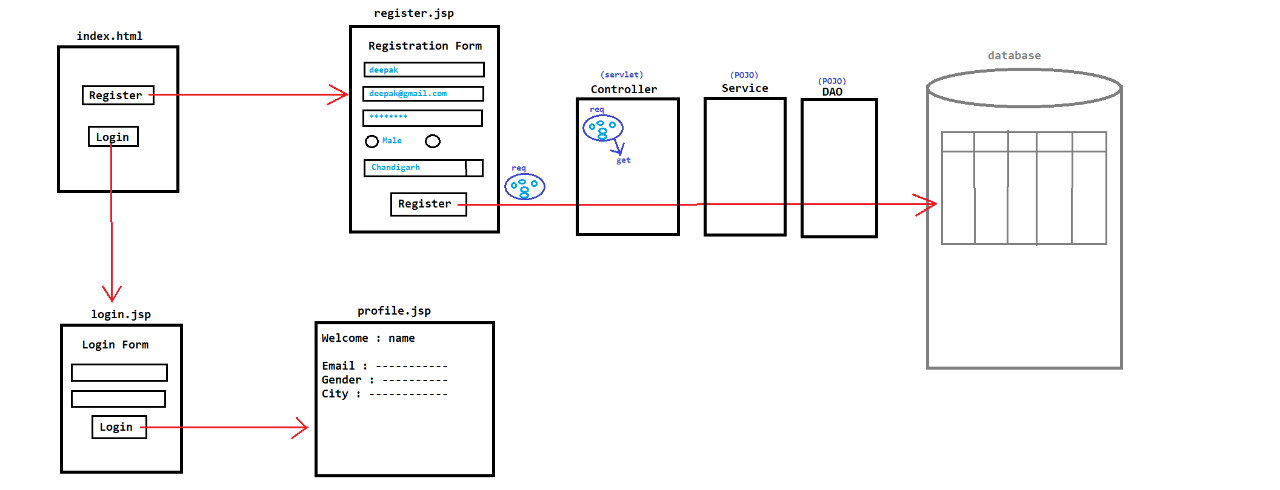 index.html
Register
Login
register.jsp
Registration Form
deepak
deepak@gmail.com
********
Male
Chandigarh
Register
req
(servlet)
Controller
req
get
(POJO)
Service
(POJO)
DAO
database
login.jsp
Login Form
Login
profile.jsp
Welcome : name
Email : -----------
Gender : ----------
City : ------------